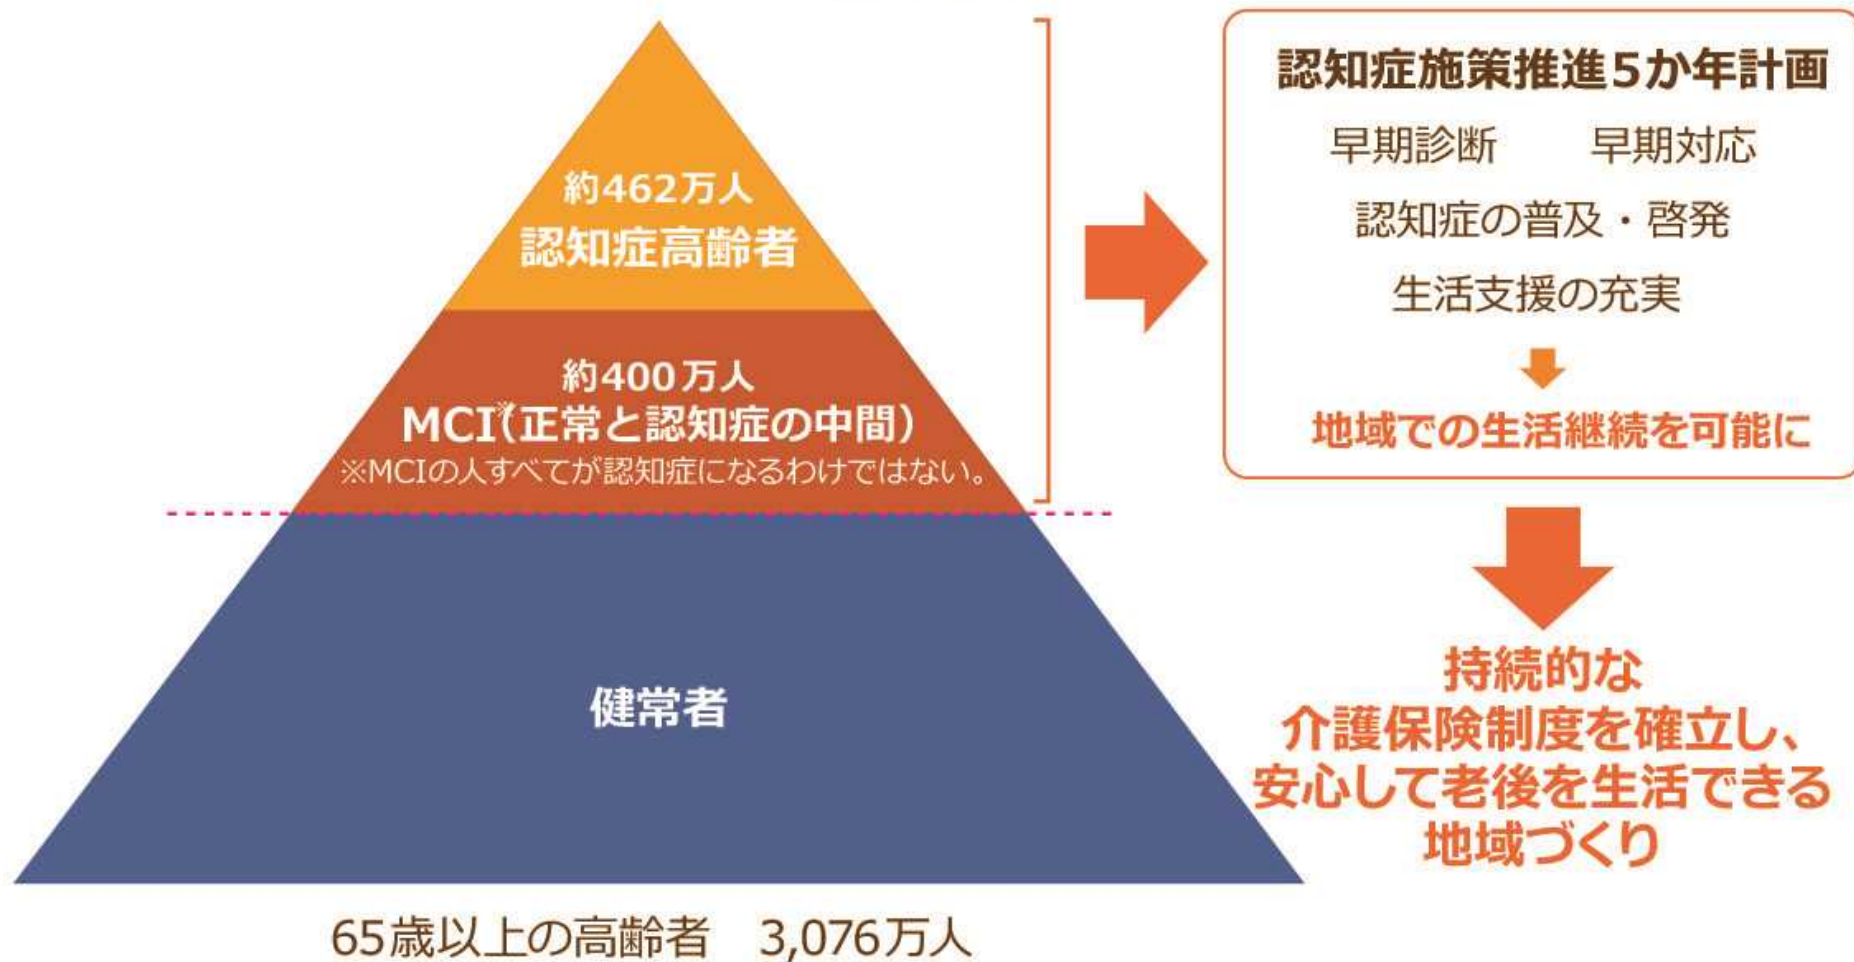 約462万人
認知症高齢者
約400万人
MCI※(正常と認知症の中間)
※MCIの人すべてが認知症になるわけではない。
健常者
65歳以上の高齢者 3,076万人
認知症施策推進5か年計画
早期診断 早期対応
認知症の普及・啓発
生活支援の充実
地域での生活継続を可能に
持続的な
介護保険制度を確立し、
安心して老後を生活できる
地域づくり